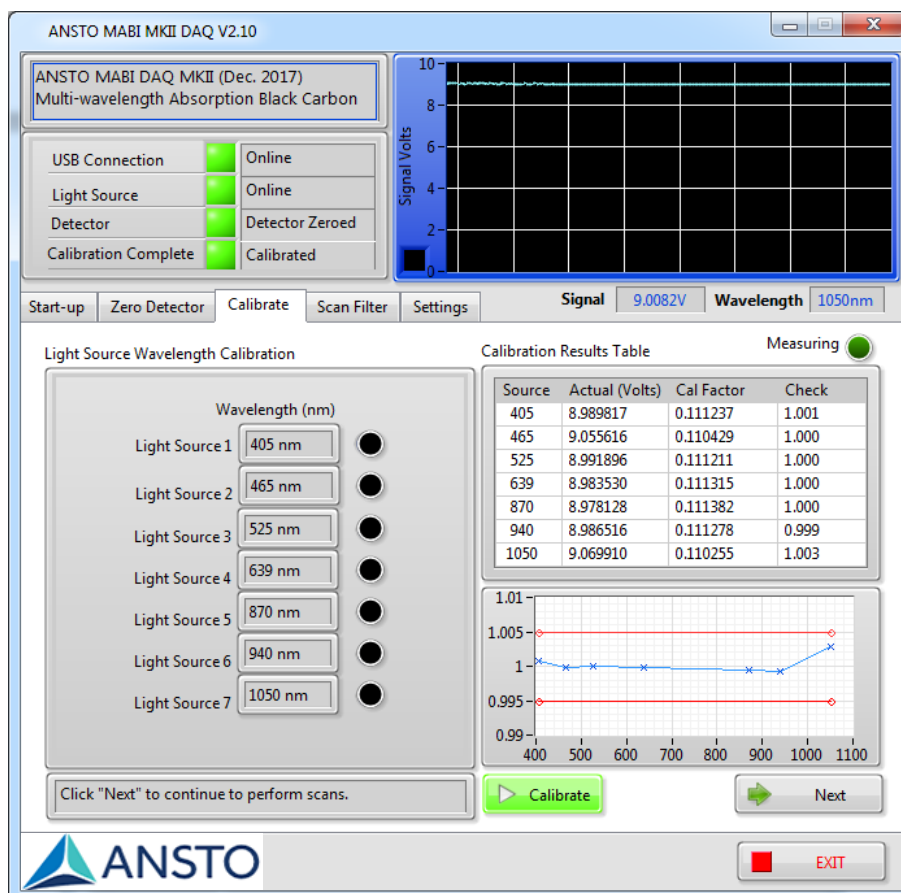 ANSTO MABI MKII DAQ V2.10
ANSTO MABI DAQ MKII (Dec. 2017)
Multi-wavelength Absorption Black Carbon
USB Connection Online
Light Source Online
Detector Detector Zeroed
Calibration Complete Calibrated
Signal Volts
10
8
6
4
2
0
Start-up Zero Detector Calibrate Scan Filter Settings
Signal 9.0082V Wavelength 1050nm
Light Source Wavelength Calibration
Wavelength (nm)
Light Source 1 405 nm
Light Source 2 465 nm
Light Source 3 525 nm
Light Source 4 639 nm
Light Source 5 870 nm
Light Source 6 940 nm
Light Source 7 1050 nm
Click "Next" to continue to perform scans.
Calibration Results Table Measuring
Source Actual (Volts) Cal Factor Check
405 8.989817 0.111237 1.001
465 9.055616 0.110429 1.000
525 8.991896 0.111211 1.000
639 8.983530 0.111315 1.000
870 8.978128 0.111382 1.000
940 8.986516 0.111278 0.999
1050 9.069910 0.110255 1.003
1.01
1.005
1
0.995
0.99
400 500 600 700 800 900 1000 1100
Calibrate Next
ANSTO
EXIT